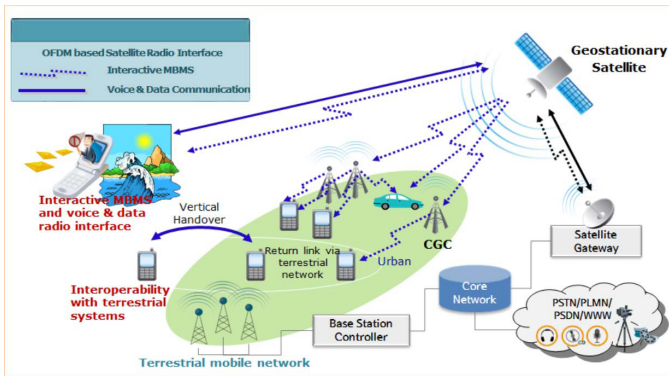 OFDM based Satellite Radio Interface
Interactive MBMS
Voice & Data Communication
Geostationary
Satellite
Interactive MBMS
and voice & data
radio interface
Vertical
Handover
CGC
Satellite
Gateway
Return link via
terrestrial
network
Urban
Interoperability
with terrestrial
systems
Core
Network
PSTN/PLMN/
PSDN/WWW
Base Station
Controller
Terrestrial mobile network